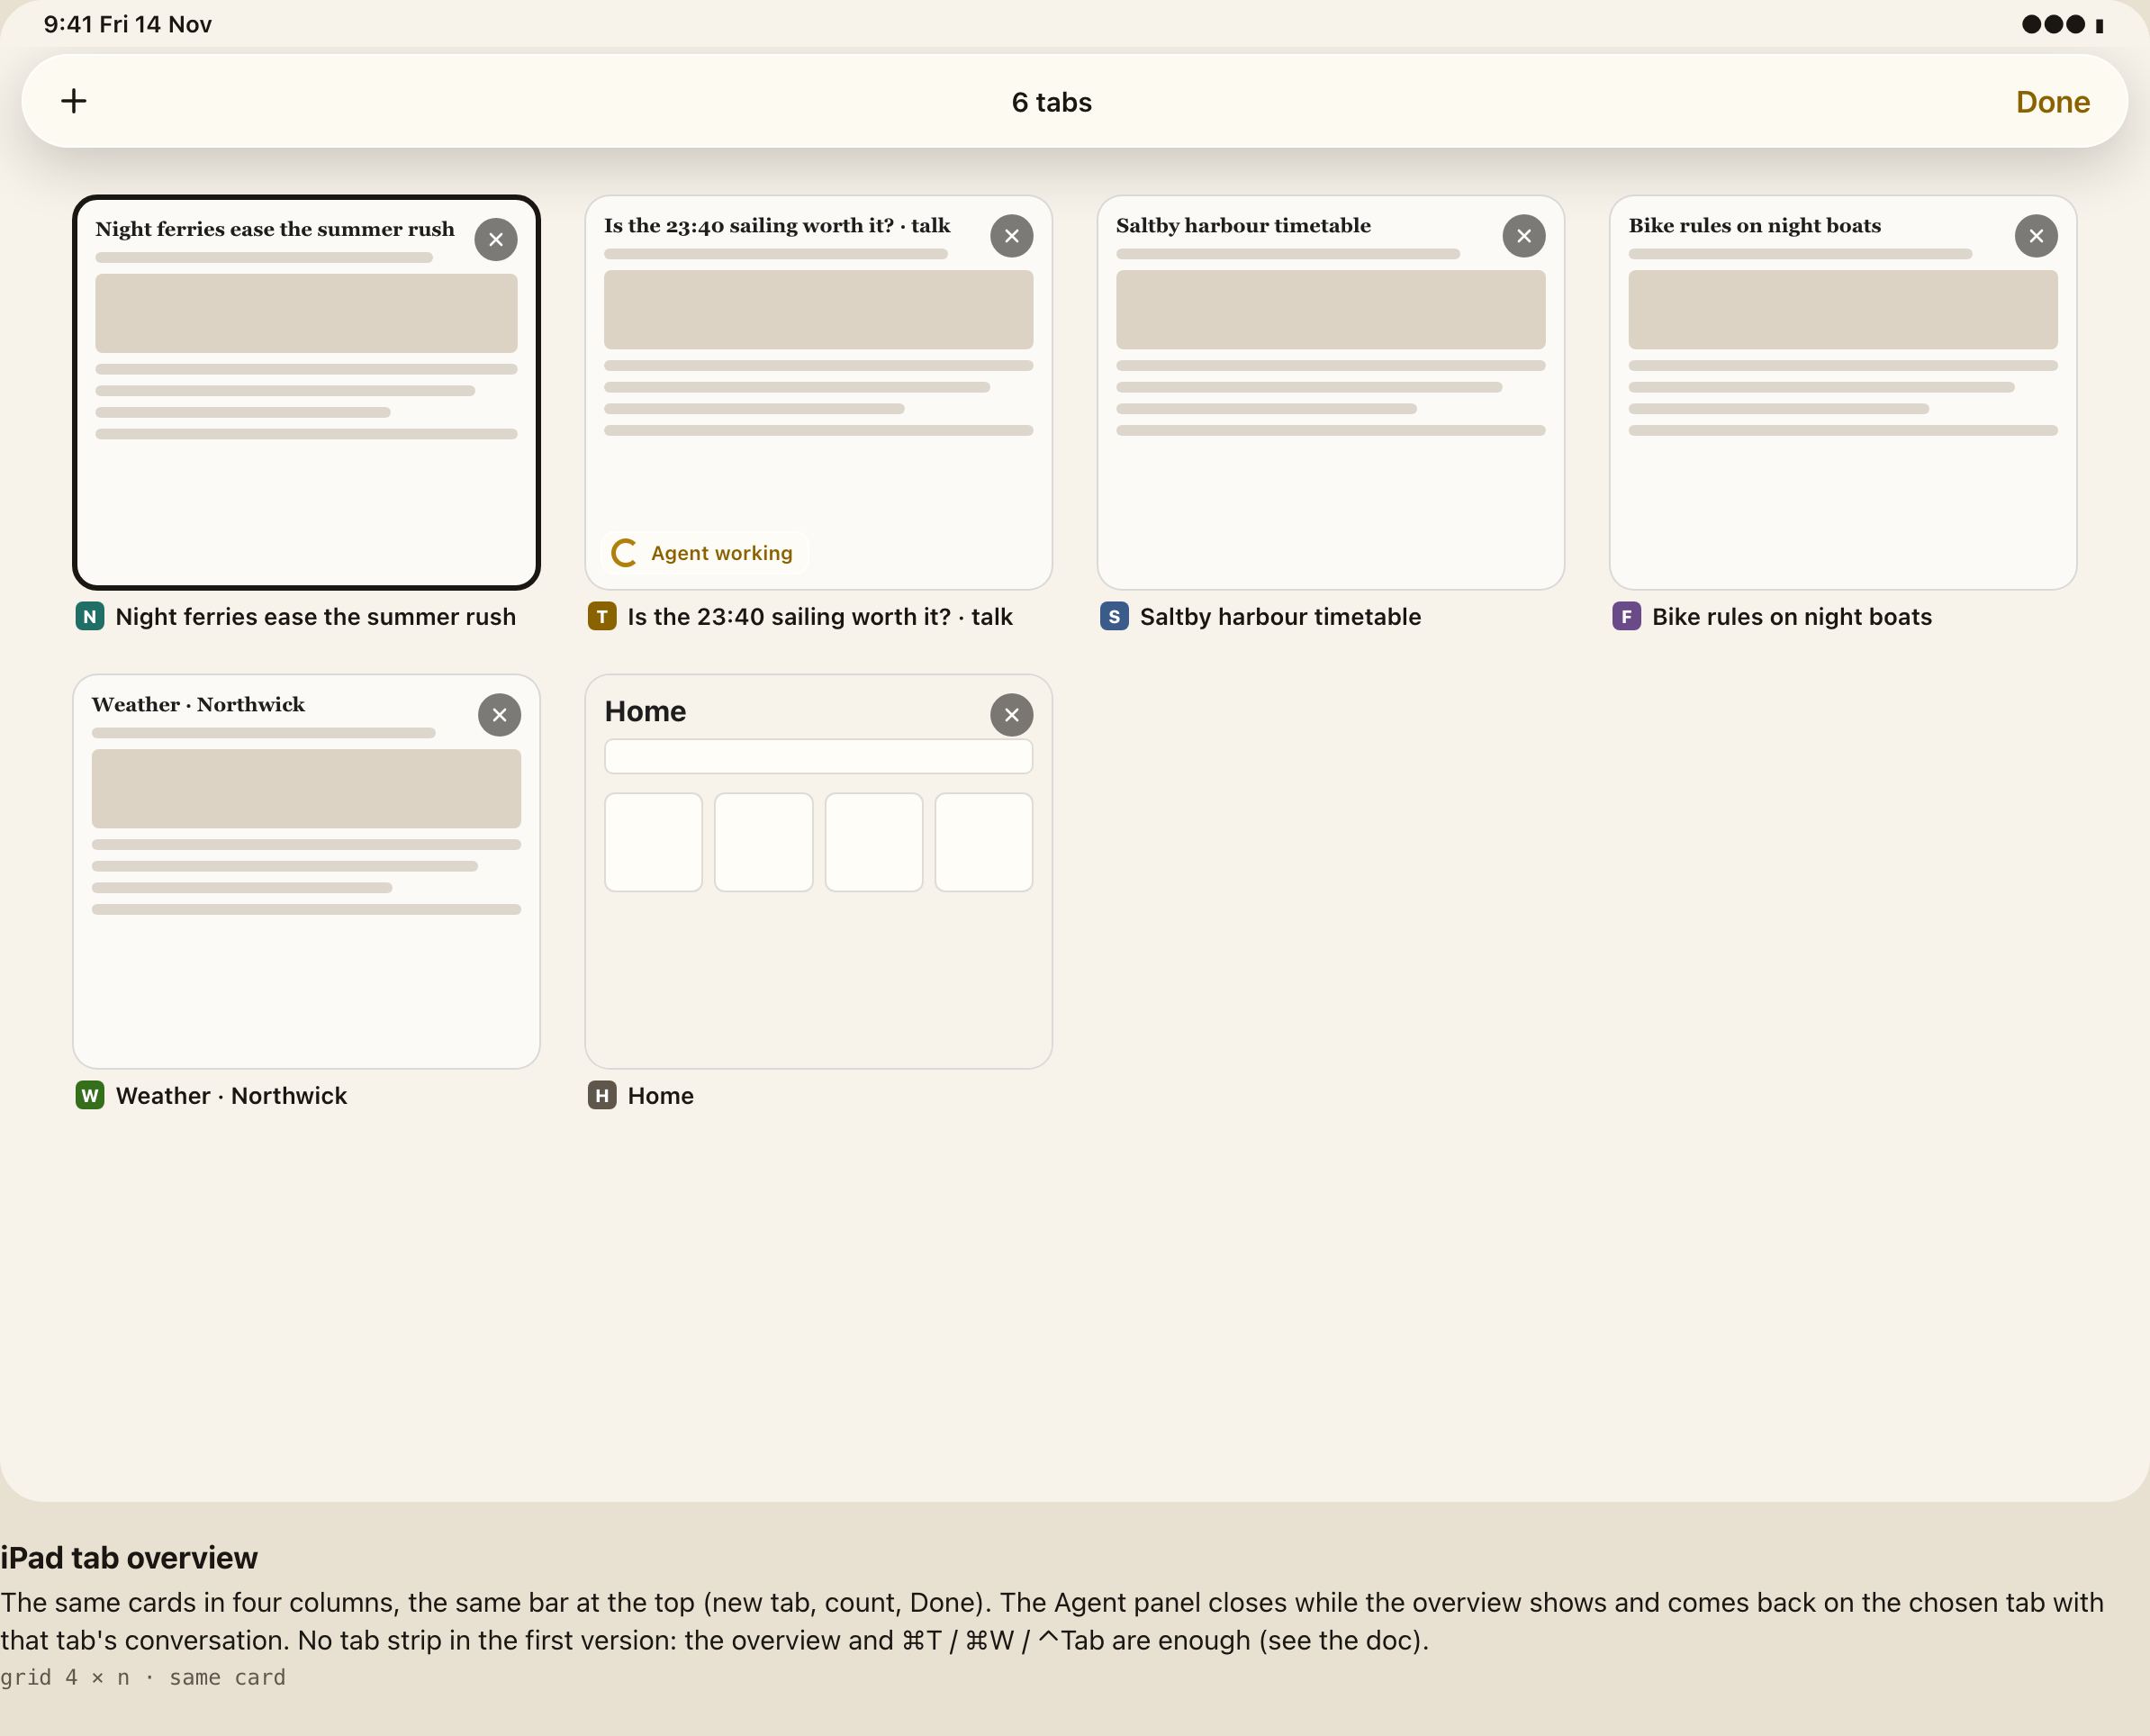 9:41 Fri 14 Nov
6 tabs
Done
Night ferries ease the summer rush
Is the 23:40 sailing worth it? · talk
Saltby harbour timetable
Bike rules on night boats
Agent working
N Night ferries ease the summer rush
T Is the 23:40 sailing worth it? · talk
S Saltby harbour timetable
F Bike rules on night boats
Weather · Northwick
Home
W Weather · Northwick
H Home
iPad tab overview
The same cards in four columns, the same bar at the top (new tab, count, Done). The Agent panel closes while the overview shows and comes back on the chosen tab with
that tab's conversation. No tab strip in the first version: the overview and ⌘T / ⌘W / ^Tab are enough (see the doc).
grid 4 × n · same card